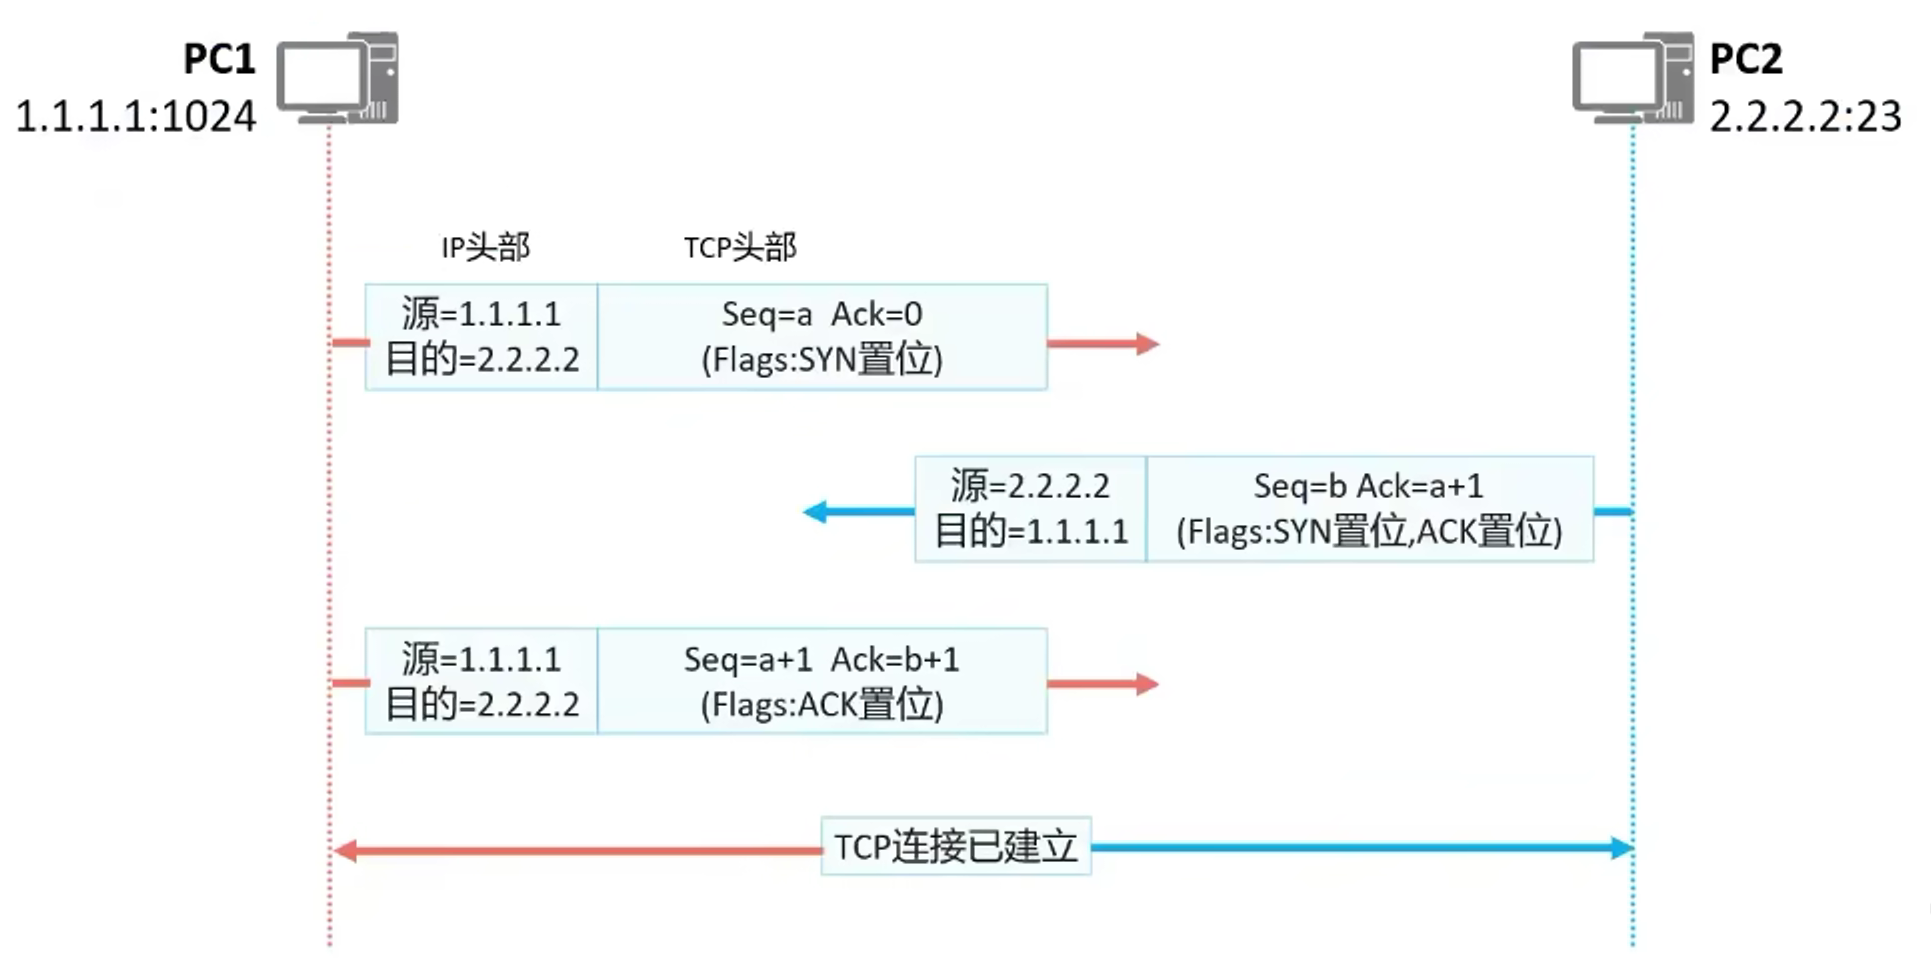 PC1
1.1.1.1:1024
PC2
2.2.2.2:23
IP头部
TCP头部
源=1.1.1.1
目的=2.2.2.2
Seq=a  Ack=0
(Flags:SYN置位)
源=2.2.2.2
目的=1.1.1.1
Seq=b Ack=a+1
(Flags:SYN置位,ACK置位)
源=1.1.1.1
目的=2.2.2.2
Seq=a+1  Ack=b+1
(Flags:ACK置位)
TCP连接已建立